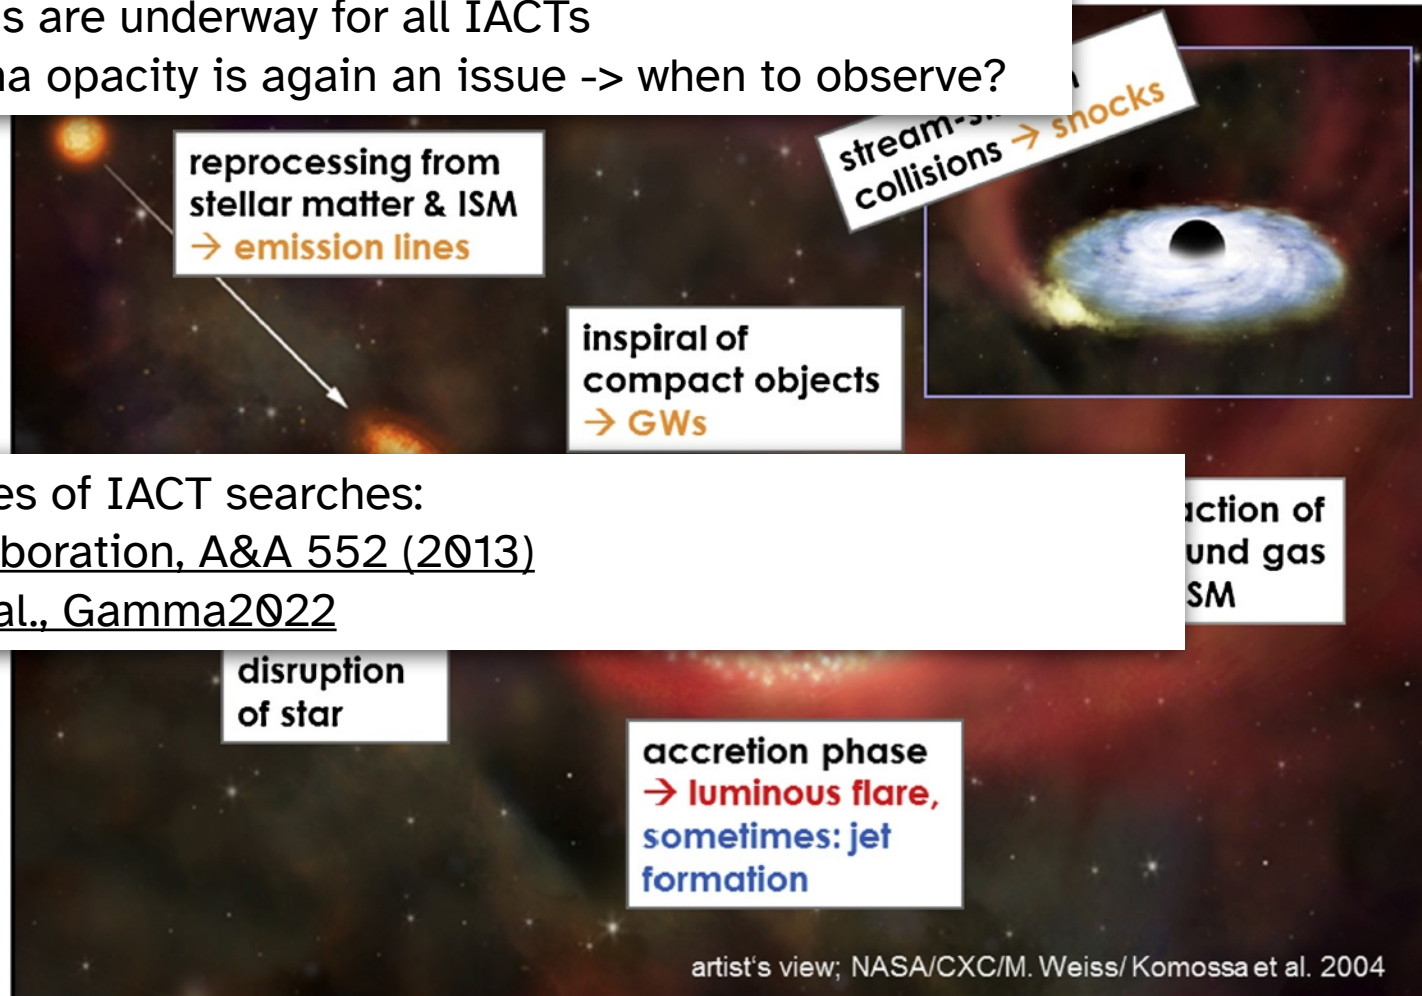 s are underway for all IACTs
na opacity is again an issue -> when to observe?
collisions → shocks
reprocessing from
stellar matter & ISM
→ emission lines
inspiral of
compact objects
→ GWs
es of IACT searches:
boration, A&A 552 (2013)
al., Gamma2022
action of
und gas
SM
disruption
of star
accretion phase
→ luminous flare,
sometimes: jet
formation
artist's view; NASA/CXC/M. Weiss/Komossa et al. 2004